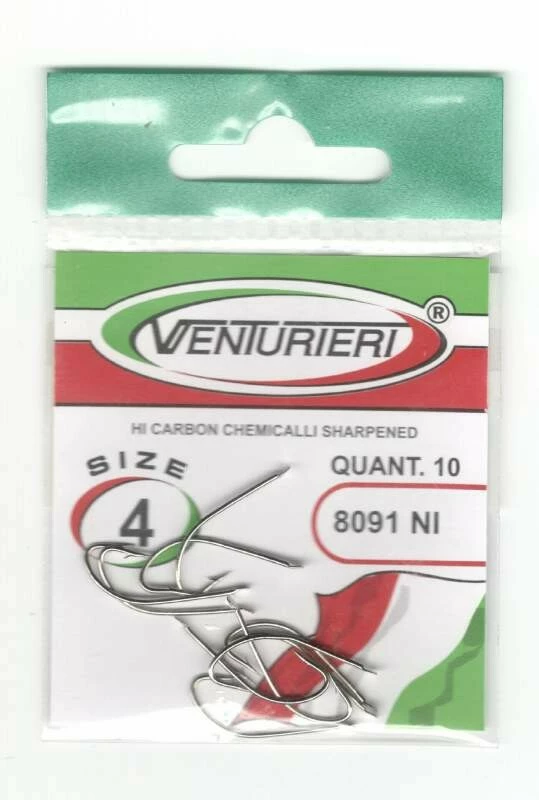 VENTURIERI ®
HI CARBON CHEMICALLI SHARPENED
SIZE
4
QUANT. 10
8091 NI